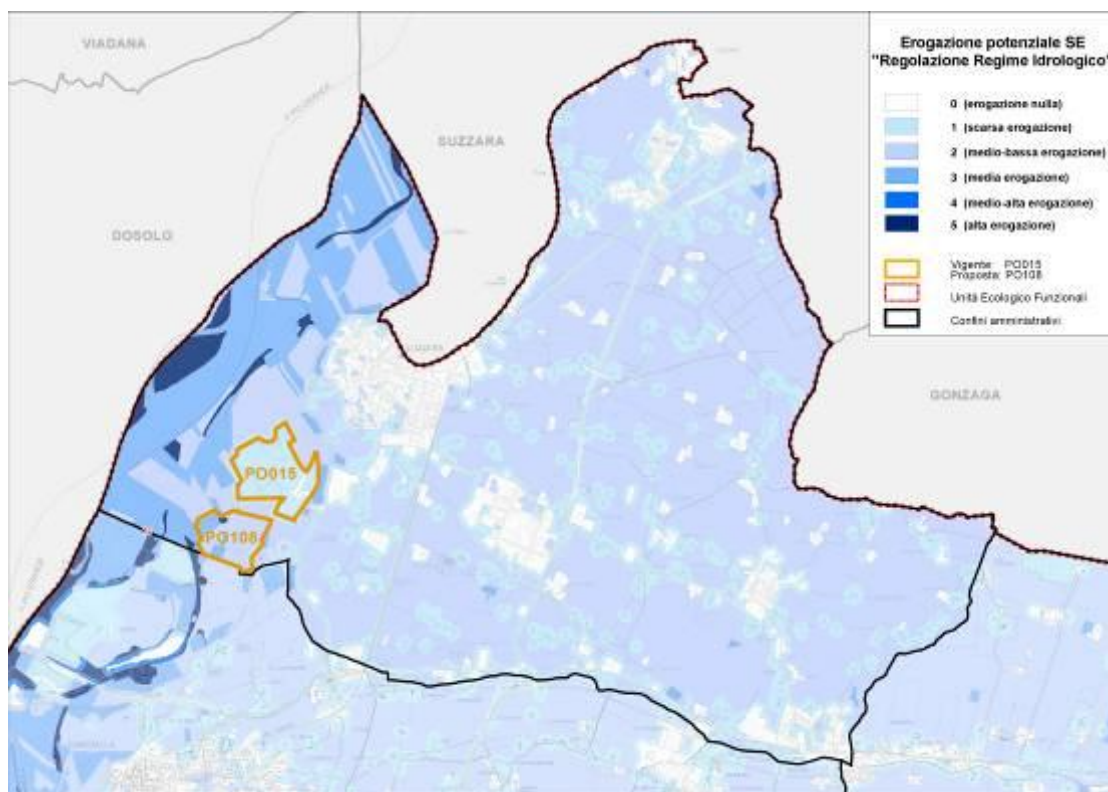 VIADANA
SUZZARA
DOSOLO
GONZAGA
LUZZARA
PO015
PO108
Erogazione potenziale SE
"Regolazione Regime Idrologico"
0 (erogazione nulla)
1 (scarsa erogazione)
2 (medio-bassa erogazione)
3 (media erogazione)
4 (medio-alta erogazione)
5 (alta erogazione)
Vigente: PO015
Proposta: PO108
Unità Ecologico Funzionali
Confini amministrativi